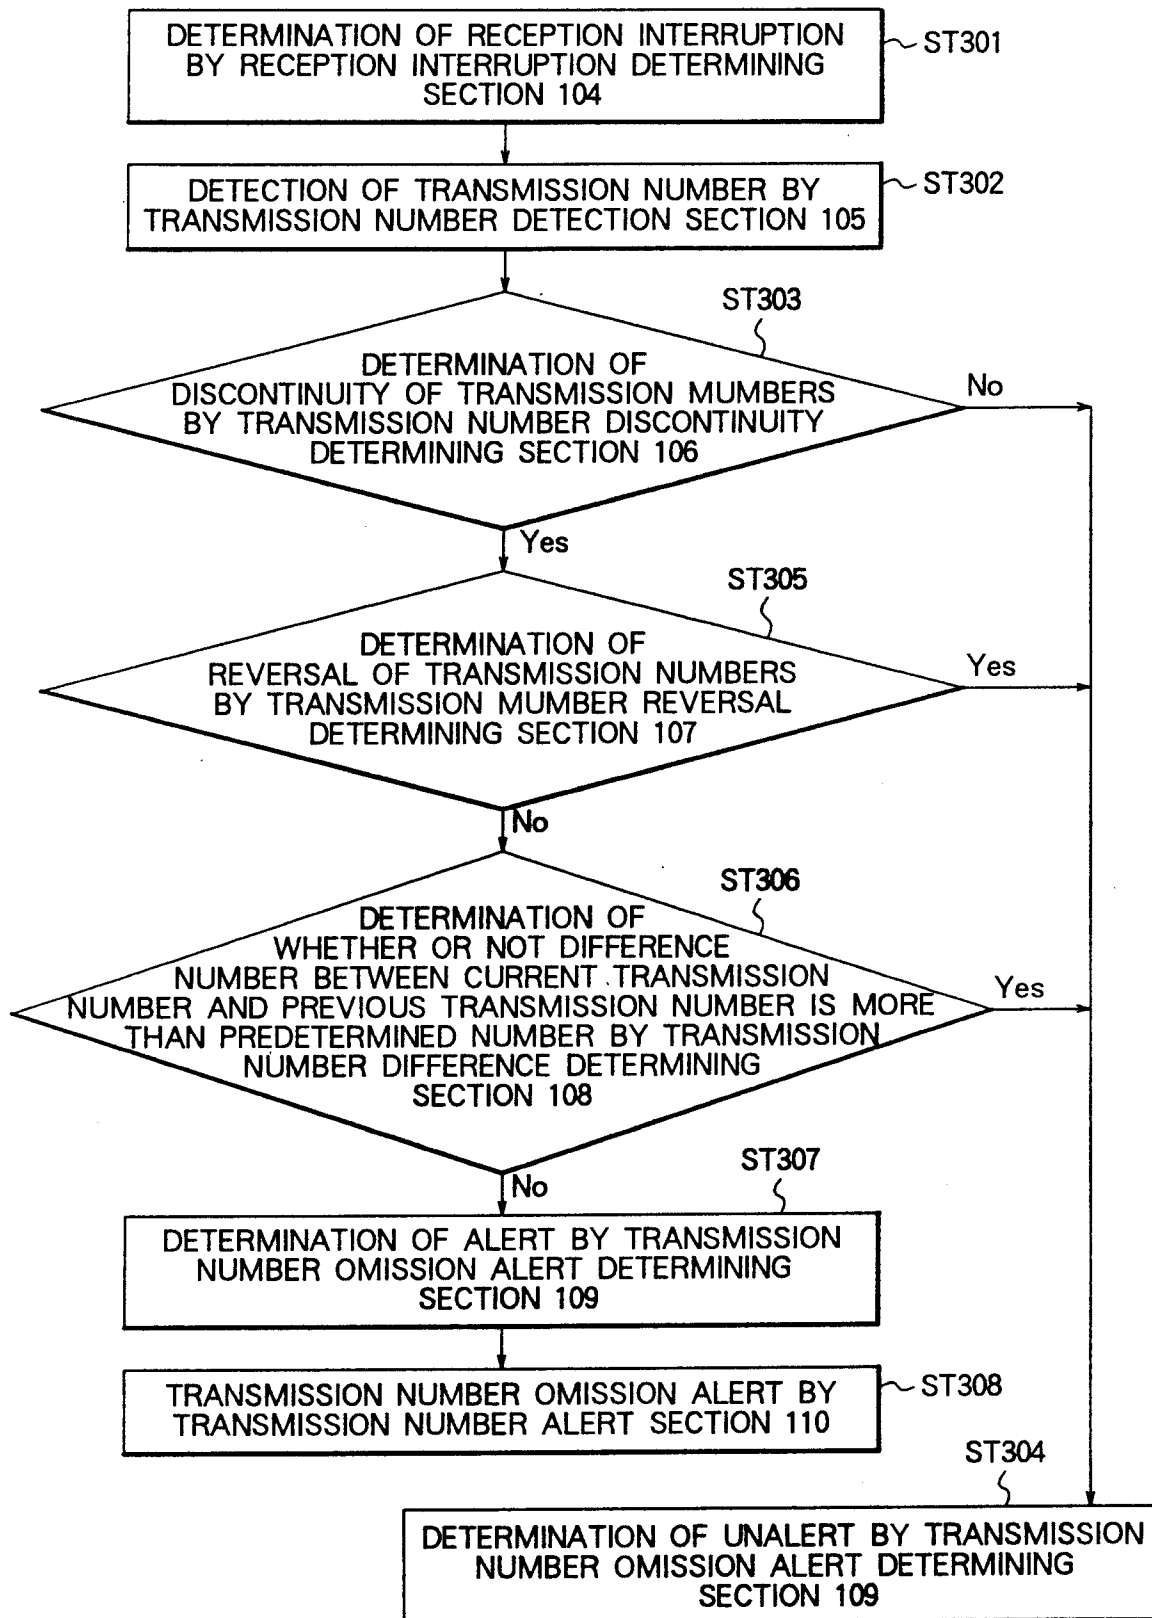 DETERMINATION OF RECEPTION INTERRUPTION
BY RECEPTION INTERRUPTION DETERMINING
SECTION 104
ST301
DETECTION OF TRANSMISSION NUMBER BY
TRANSMISSION NUMBER DETECTION SECTION 105
ST302
ST303
DETERMINATION OF
DISCONTINUITY OF TRANSMISSION MUMBERS
BY TRANSMISSION NUMBER DISCONTINUITY
DETERMINING SECTION 106
No
Yes
ST305
DETERMINATION OF
REVERSAL OF TRANSMISSION NUMBERS
BY TRANSMISSION MUMBER REVERSAL
DETERMINING SECTION 107
Yes
No
ST306
DETERMINATION OF
WHETHER OR NOT DIFFERENCE
NUMBER BETWEEN CURRENT TRANSMISSION
NUMBER AND PREVIOUS TRANSMISSION NUMBER IS MORE
THAN PREDETERMINED NUMBER BY TRANSMISSION
NUMBER DIFFERENCE DETERMINING
SECTION 108
Yes
No
ST307
DETERMINATION OF ALERT BY TRANSMISSION
NUMBER OMISSION ALERT DETERMINING
SECTION 109
TRANSMISSION NUMBER OMISSION ALERT BY
TRANSMISSION NUMBER ALERT SECTION 110
ST308
ST304
DETERMINATION OF UNALERT BY TRANSMISSION
NUMBER OMISSION ALERT DETERMINING
SECTION 109